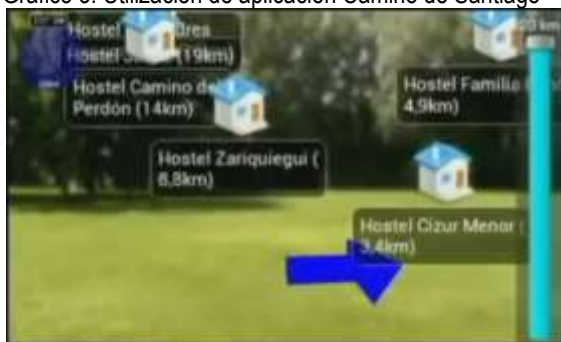 Gráfico 6: Utilización de aplicación Camino de Santiago
Hostel
Hostel (19km)
Hostel Camino de
Perdón (14km)
Hostel Familia
4,9km)
km
Hostel Zariquiegui (
6,8km)
Hostel Cizur Menor (